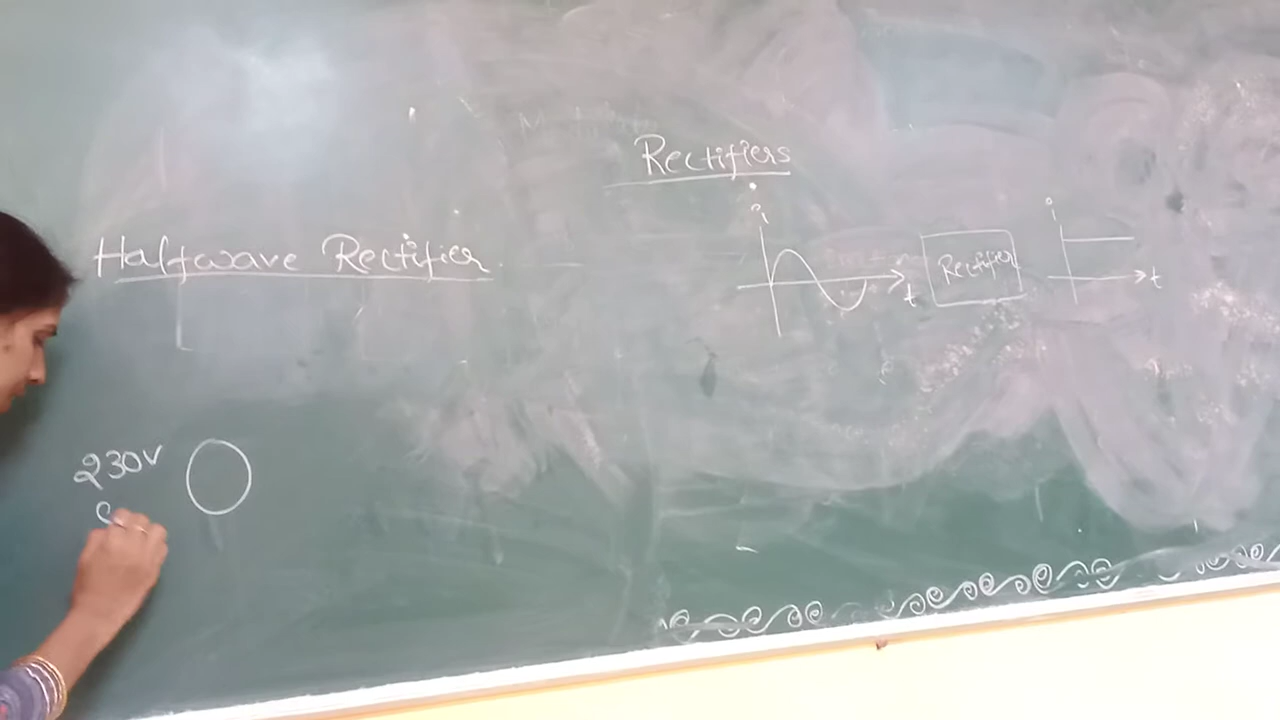 Rectifiers
Halfwave Rectifier
i
t
Rectifier
i
t
230V